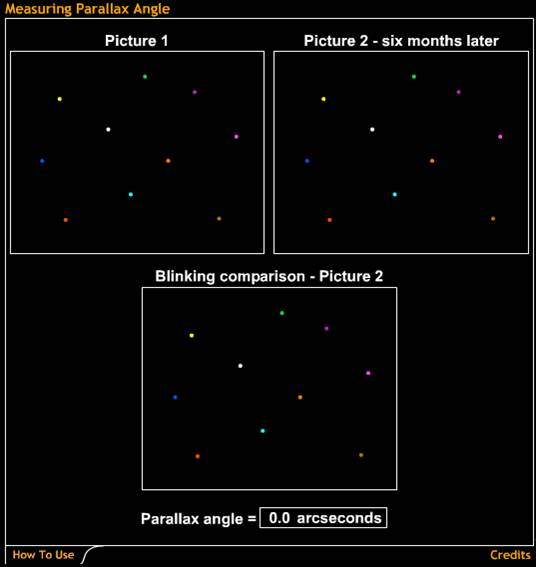 Measuring Parallax Angle
Picture 1
Picture 2 - six months later
Blinking comparison - Picture 2
Parallax angle = 0.0 arcseconds
How To Use
Credits